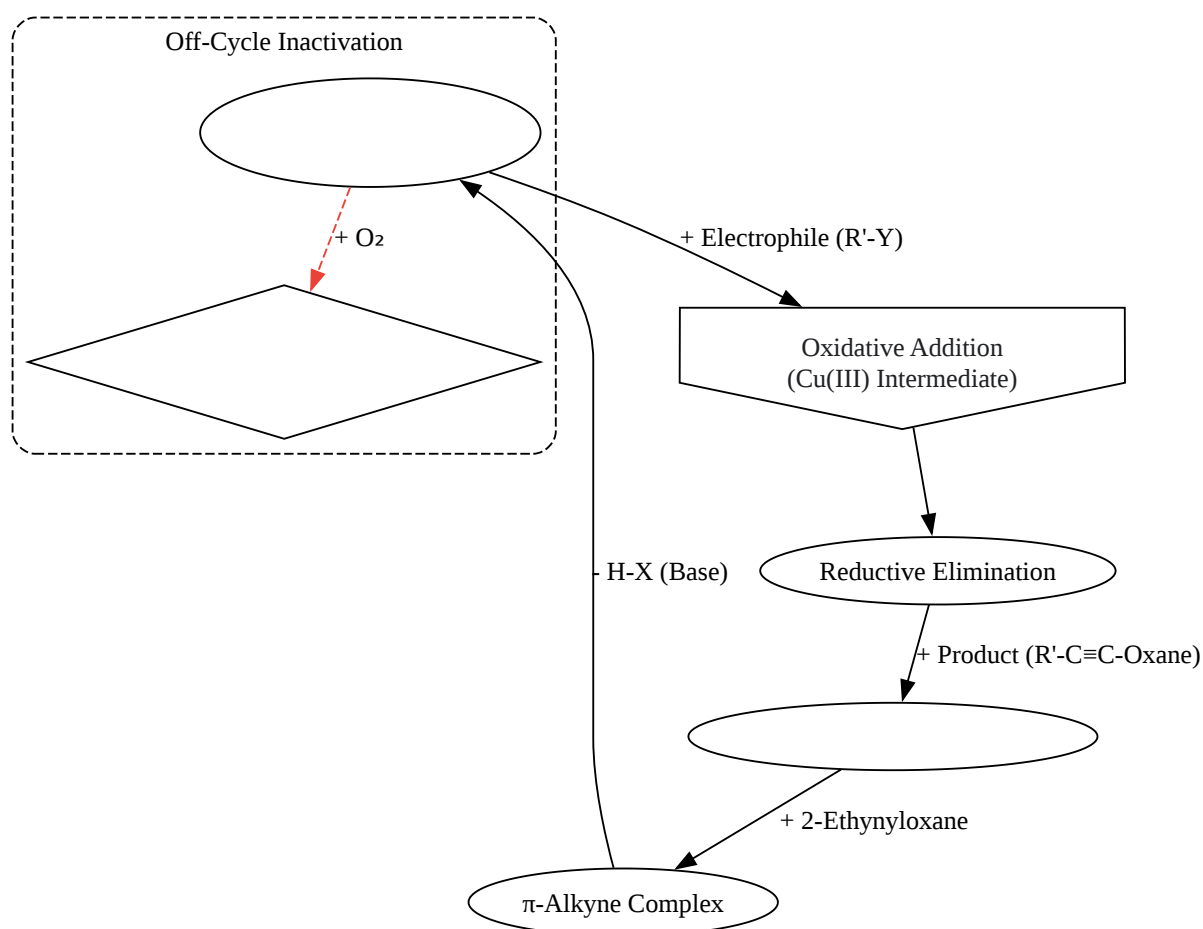 Off-Cycle Inactivation
+ O₂
+ Electrophile (R'-Y)
Oxidative Addition
(Cu(III) Intermediate)
- H-X (Base)
Reductive Elimination
+ Product (R'-C≡C-Oxane)
+ 2-Ethynyloxane
π-Alkyne Complex